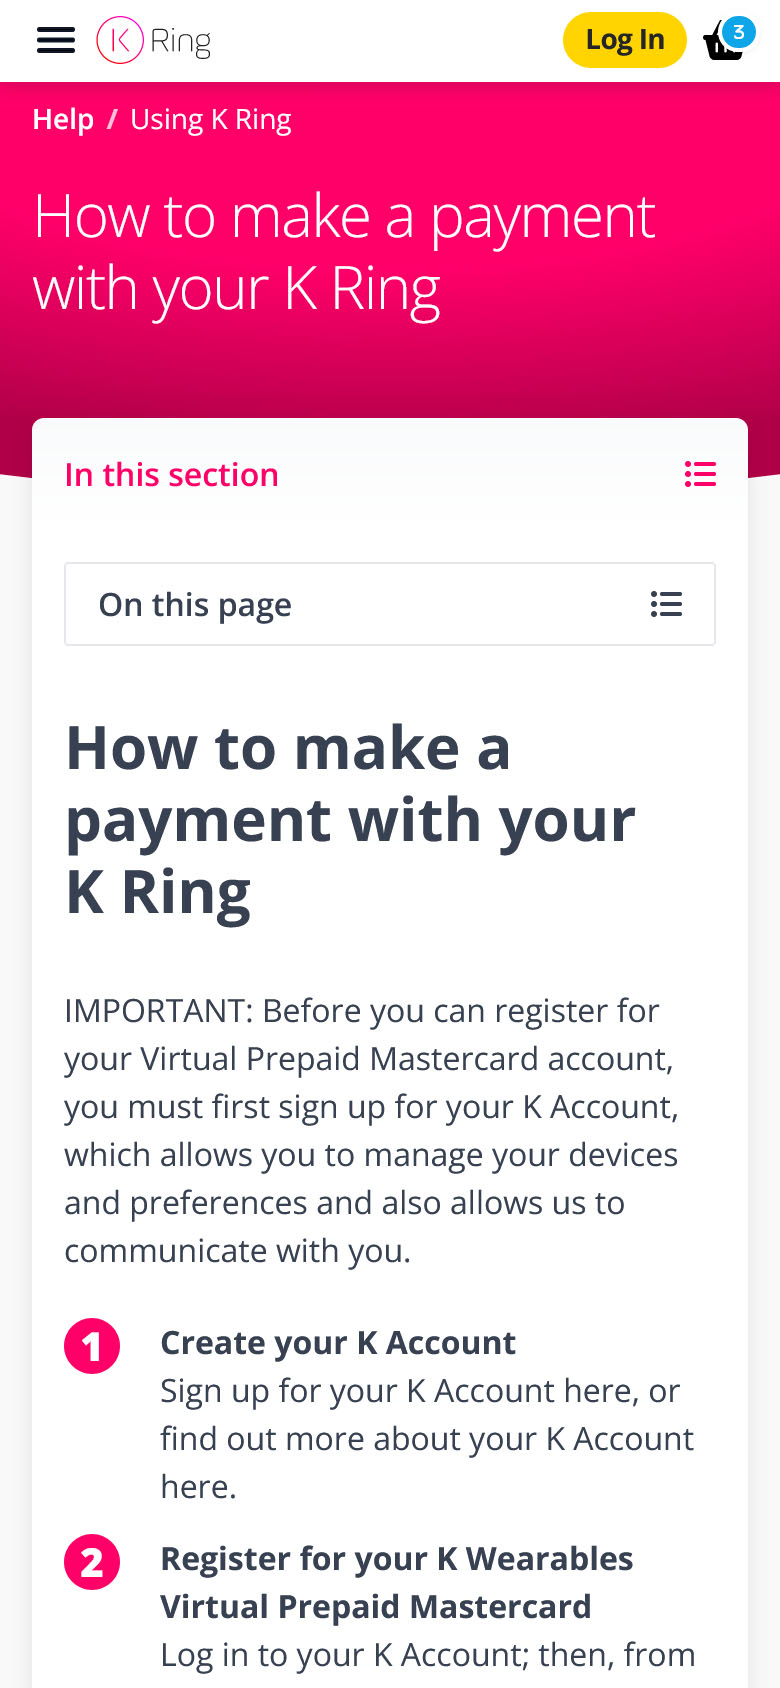 K Ring
Log In
3
Help / Using K Ring
How to make a payment
with your K Ring
In this section
On this page
How to make a
payment with your
K Ring
IMPORTANT: Before you can register for
your Virtual Prepaid Mastercard account,
you must first sign up for your K Account,
which allows you to manage your devices
and preferences and also allows us to
communicate with you.
1 Create your K Account
Sign up for your K Account here, or
find out more about your K Account
here.
2 Register for your K Wearables
Virtual Prepaid Mastercard
Log in to your K Account; then, from